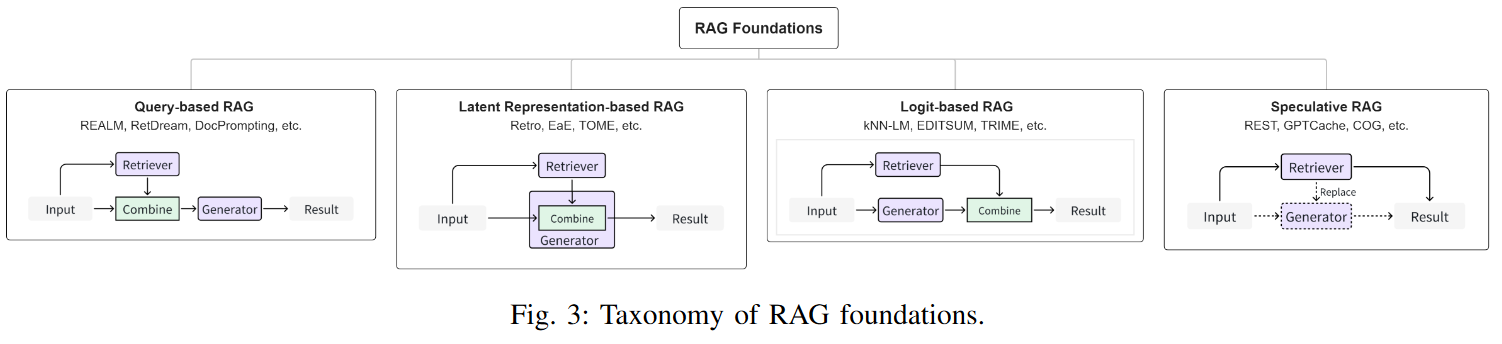 RAG Foundations
Query-based RAG
REALM, RetDream, DocPrompting, etc.
Retriever
Input
Combine
Generator
Result
Latent Representation-based RAG
Retro, EaE, TOME, etc.
Retriever
Input
Combine
Generator
Result
Logit-based RAG
kNN-LM, EDITSUM, TRIME, etc.
Retriever
Input
Generator
Combine
Result
Speculative RAG
REST, GPTCache, COG, etc.
Retriever
Replace
Input
Generator
Result
Fig. 3: Taxonomy of RAG foundations.